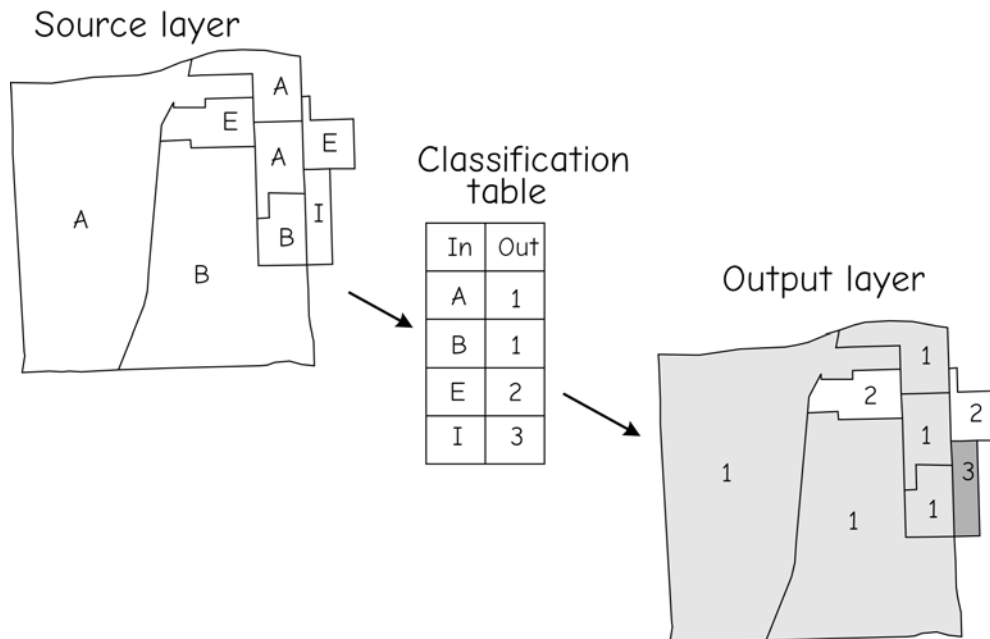 Source layer
A
E
E
A
A
I
B
B
Classification
table
In Out
A 1
B 1
E 2
I 3
Output layer
1
2
2
1
3
1
1
1